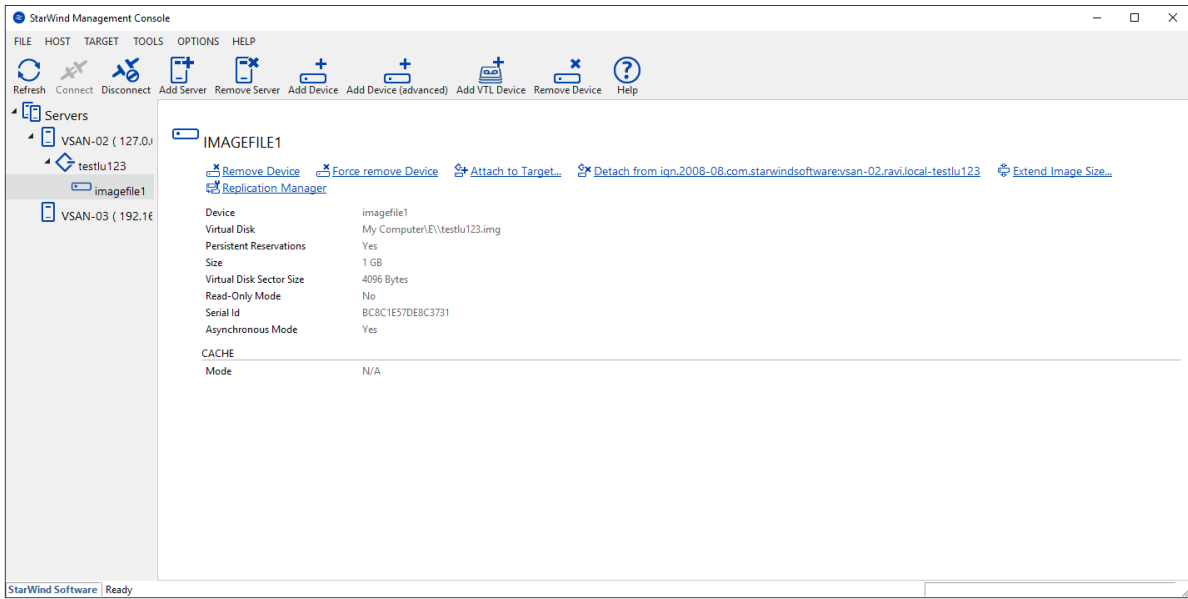 StarWind Management Console
FILE HOST TARGET TOOLS OPTIONS HELP
Refresh Connect Disconnect Add Server Remove Server Add Device Add Device (advanced) Add VTL Device Remove Device Help
Servers
VSAN-02 ( 127.0.
testlu123
imagefile1
VSAN-03 ( 192.16
IMAGEFILE1
Remove Device Force remove Device Attach to Target... Detach from iqn.2008-08.com.starwindsoftware:vsan-02.ravi.local-testlu123 Extend Image Size...
Replication Manager
Device imagefile1
Virtual Disk My Computer\E\\testlu123.img
Persistent Reservations Yes
Size 1 GB
Virtual Disk Sector Size 4096 Bytes
Read-Only Mode No
Serial Id BC8C1E57DE8C3731
Asynchronous Mode Yes
CACHE
Mode N/A
StarWind Software Ready